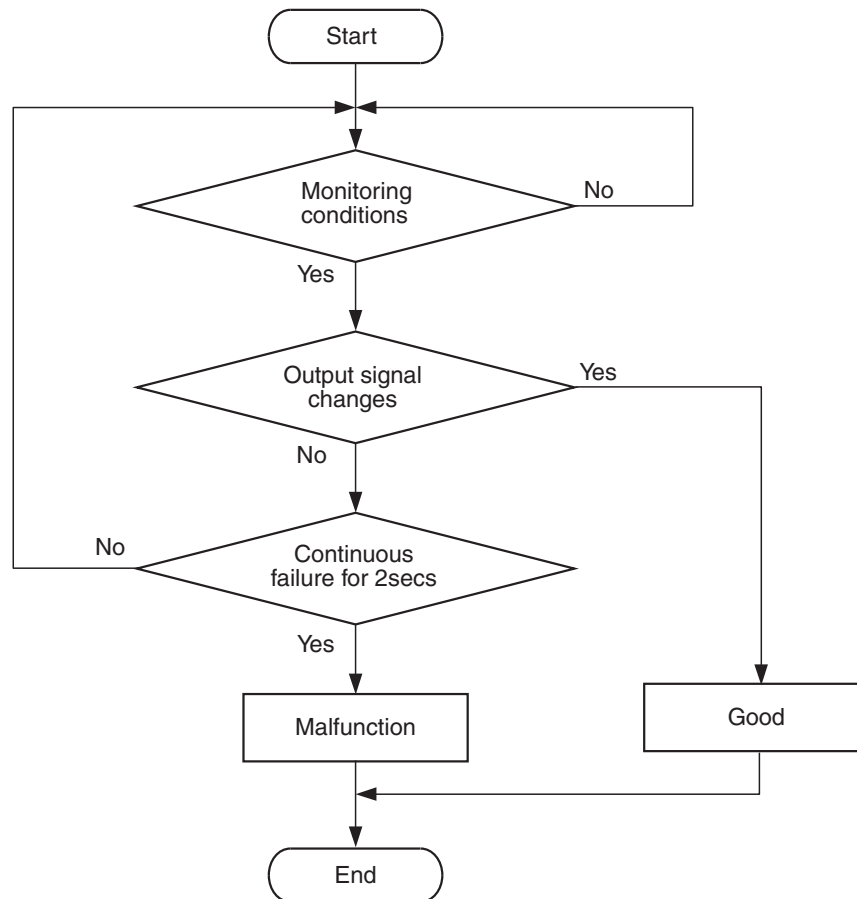 Start
Monitoring
conditions
No
Yes
Output signal
changes
Yes
No
Continuous
failure for 2secs
No
Yes
Malfunction
Good
End